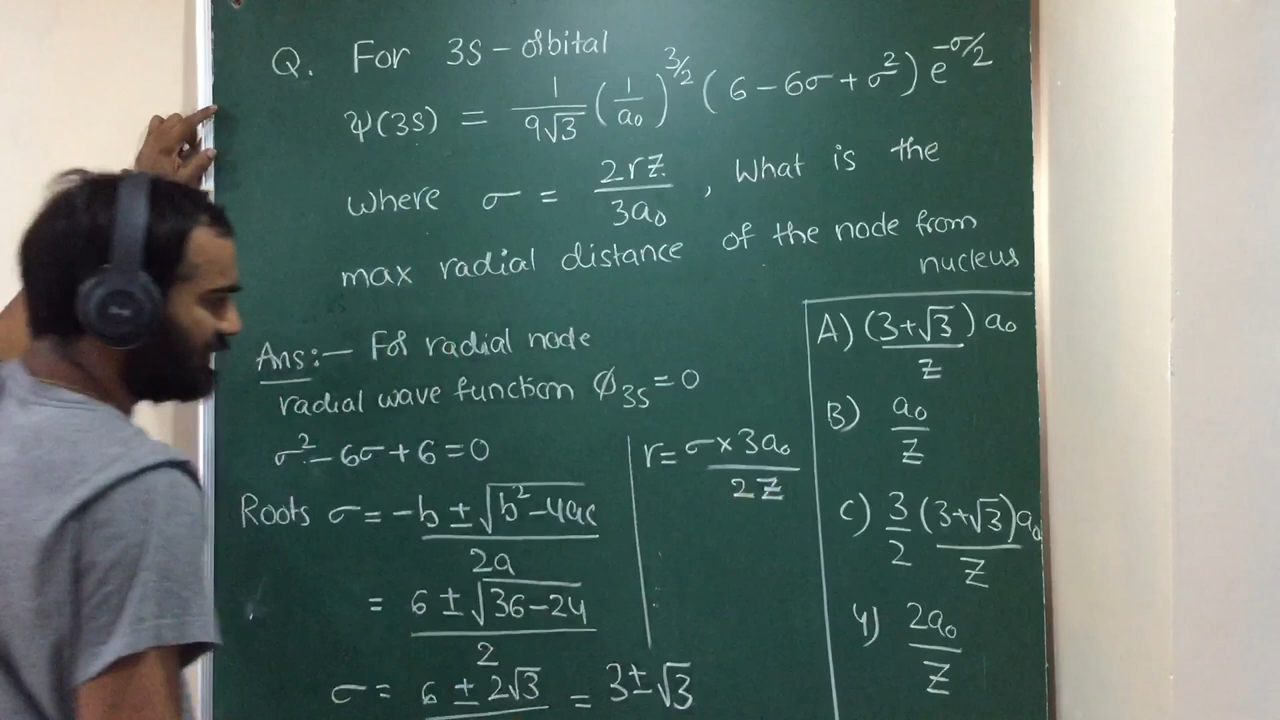 Q. For 3S-orbital
ψ(3S) = 1/9√3 (1/a₀)^3/2 (6 - 6σ + σ²) e^-σ/2
where σ = 2rZ/3a₀, What is the
max radial distance of the node from
nucleus
Ans:- For radial node
radial wave function ϕ₃S = 0
σ² - 6σ + 6 = 0
Roots σ = -b ± √b² - 4ac / 2a
= 6 ± √36 - 24 / 2
σ = 6 ± 2√3 = 3 ± √3
r = σ × 3a₀ / 2Z
A) (3+√3) a₀ / Z
B) a₀ / Z
C) 3/2 (3+√3) a₀ / Z
4) 2a₀ / Z